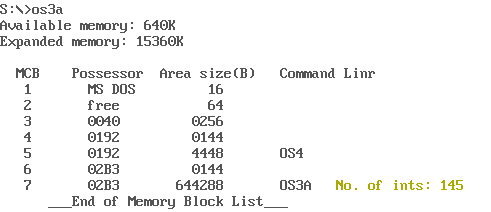 S:\>os3a
Available memory: 640K
Expanded memory: 15360K
MCB Possessor Area size(B) Command Linr
1 MS DOS 16
2 free 64
3 0040 0256
4 0192 0144
5 0192 4448 OS4
6 02B3 0144
7 02B3 644288 OS3A No. of ints: 145
___End of Memory Block List___